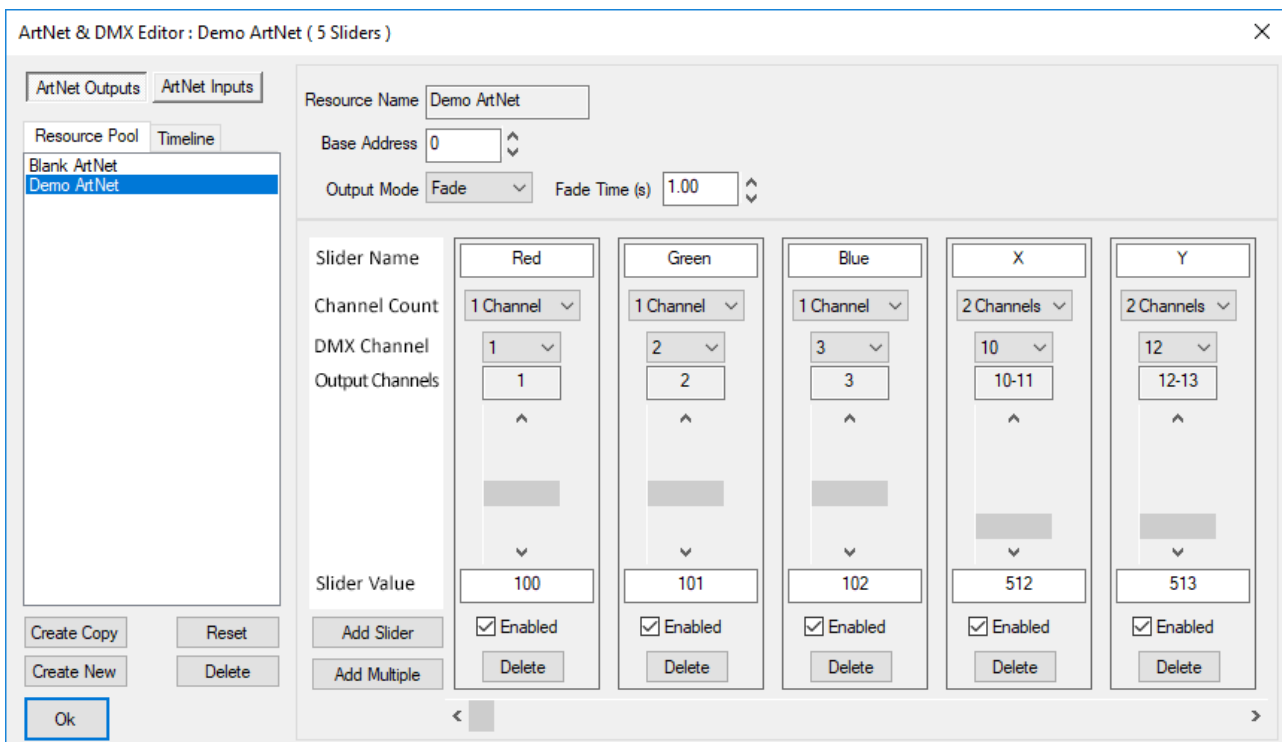 ArtNet & DMX Editor : Demo ArtNet ( 5 Sliders )
ArtNet Outputs ArtNet Inputs
Resource Pool Timeline
Blank ArtNet
Demo ArtNet
Create Copy Reset
Create New Delete
Ok
Resource Name Demo ArtNet
Base Address 0
Output Mode Fade Fade Time (s) 1.00
Slider Name Red Green Blue X Y
Channel Count 1 Channel 1 Channel 1 Channel 2 Channels 2 Channels
DMX Channel 1 2 3 10 12
Output Channels 1 2 3 10-11 12-13
Slider Value 100 101 102 512 513
Add Slider Enabled Enabled Enabled Enabled Enabled
Add Multiple Delete Delete Delete Delete Delete